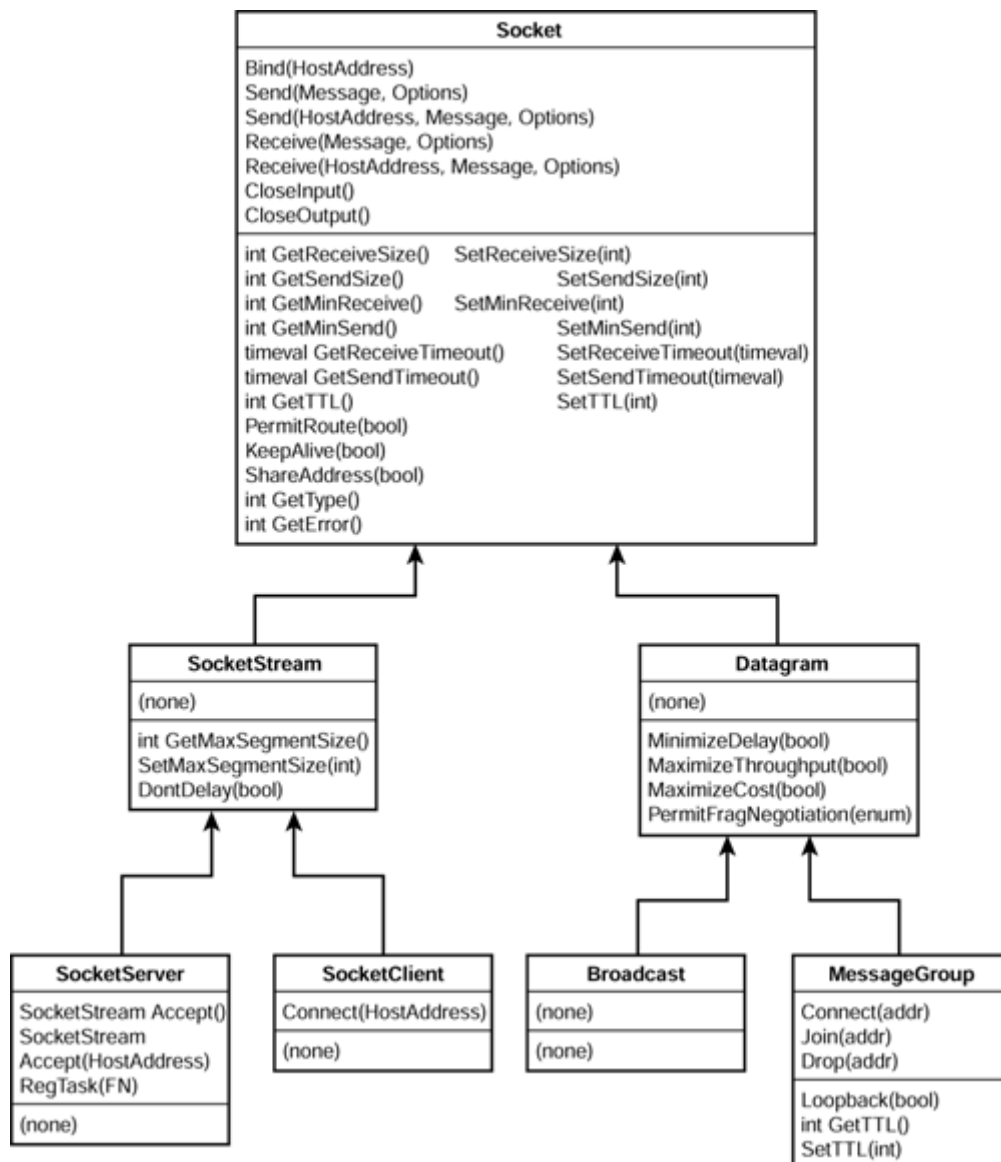 Socket
Bind(HostAddress)
Send(Message, Options)
Send(HostAddress, Message, Options)
Receive(Message, Options)
Receive(HostAddress, Message, Options)
CloseInput()
CloseOutput()
int GetReceiveSize() SetReceiveSize(int)
int GetSendSize() SetSendSize(int)
int GetMinReceive() SetMinReceive(int)
int GetMinSend() SetMinSend(int)
timeval GetReceiveTimeout() SetReceiveTimeout(timeval)
timeval GetSendTimeout() SetSendTimeout(timeval)
int GetTTL() SetTTL(int)
PermitRoute(bool)
KeepAlive(bool)
ShareAddress(bool)
int GetType()
int GetError()
SocketStream
(none)
int GetMaxSegmentSize()
SetMaxSegmentSize(int)
DontDelay(bool)
Datagram
(none)
MinimizeDelay(bool)
MaximizeThroughput(bool)
MaximizeCost(bool)
PermitFragNegotiation(enum)
SocketServer
SocketStream Accept()
SocketStream
Accept(HostAddress)
RegTask(FN)
(none)
SocketClient
Connect(HostAddress)
(none)
Broadcast
(none)
(none)
MessageGroup
Connect(addr)
Join(addr)
Drop(addr)
Loopback(bool)
int GetTTL()
SetTTL(int)